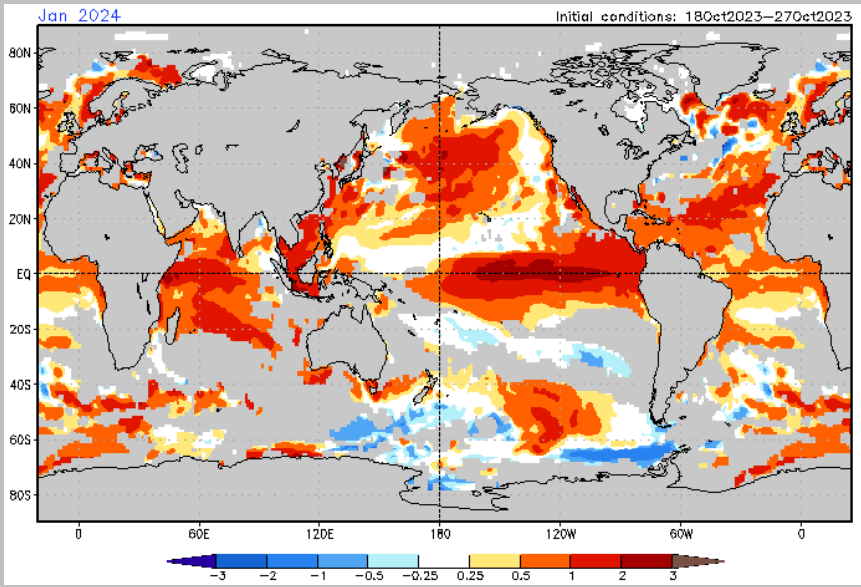 Jan 2024
Initial conditions: 18Oct2023–27Oct2023
80N
60N
40N
20N
EQ
20S
40S
60S
80S
0 60E 120E 180 120W 60W 0
-3 -2 -1 -0.5 -0.25 0.25 0.5 1 2 3